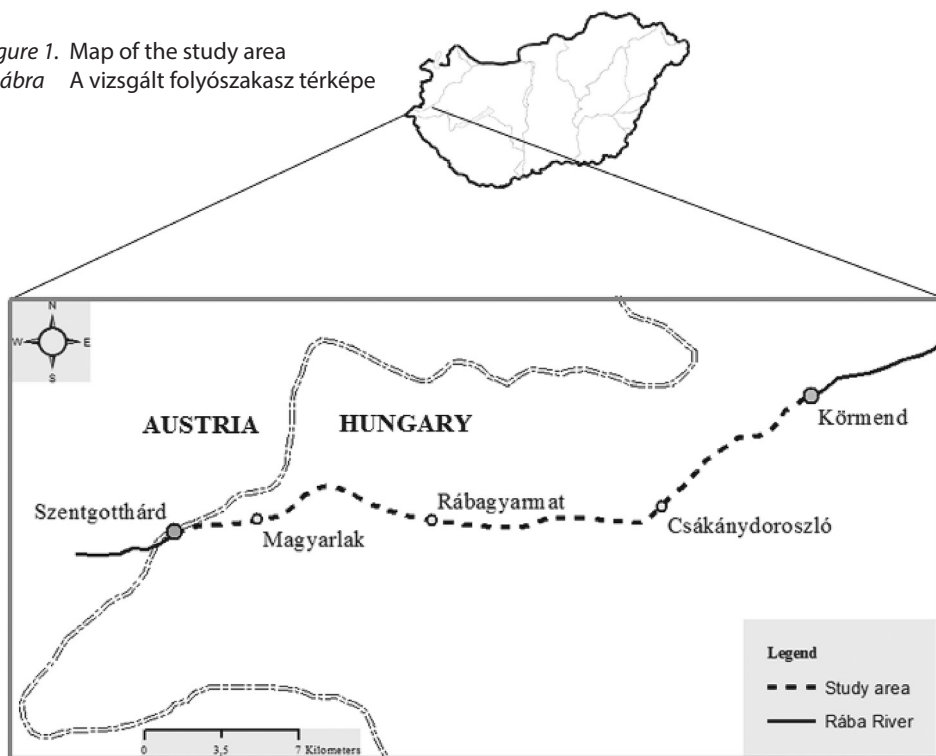 gure 1. Map of the study area
ábra A vizsgált folyószakasz térképe
N
W E
S
AUSTRIA HUNGARY
Körmend
Szentgotthárd
Rábagyarmat
Magyarlak
Csákánydoroszló
Legend
Study area
Rába River
0 3,5 7 Kilometers